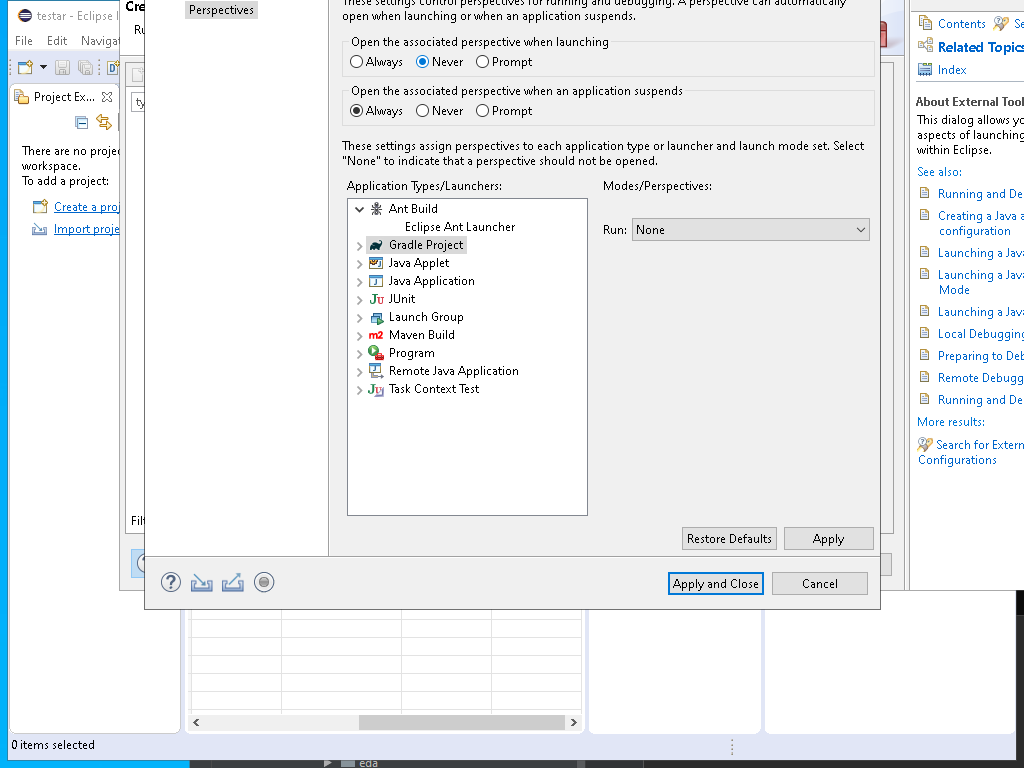 testar - Eclipse I
File Edit Navigat
Project Ex...
There are no proje
workspace.
To add a project:
Create a proj
Import proje
0 items selected
Cre
Ru
ty
Filt
Perspectives
These settings control perspectives for running and debugging. A perspective can automatically
open when launching or when an application suspends.
Open the associated perspective when launching
Always Never Prompt
Open the associated perspective when an application suspends
Always Never Prompt
These settings assign perspectives to each application type or launcher and launch mode set. Select
"None" to indicate that a perspective should not be opened.
Application Types/Launchers:
Modes/Perspectives:
Ant Build
Eclipse Ant Launcher
Gradle Project
Java Applet
Java Application
JUnit
Launch Group
Maven Build
Program
Remote Java Application
Task Context Test
Run: None
Restore Defaults Apply
Apply and Close Cancel
Contents Se
Related Topics
Index
About External Tool
This dialog allows yo
aspects of launching
within Eclipse.
See also:
Running and De
Creating a Java a
configuration
Launching a Java
Launching a Java
Mode
Launching a Java
Local Debugging
Preparing to Deb
Remote Debugg
Running and De
More results:
Search for Extern
Configurations
eda